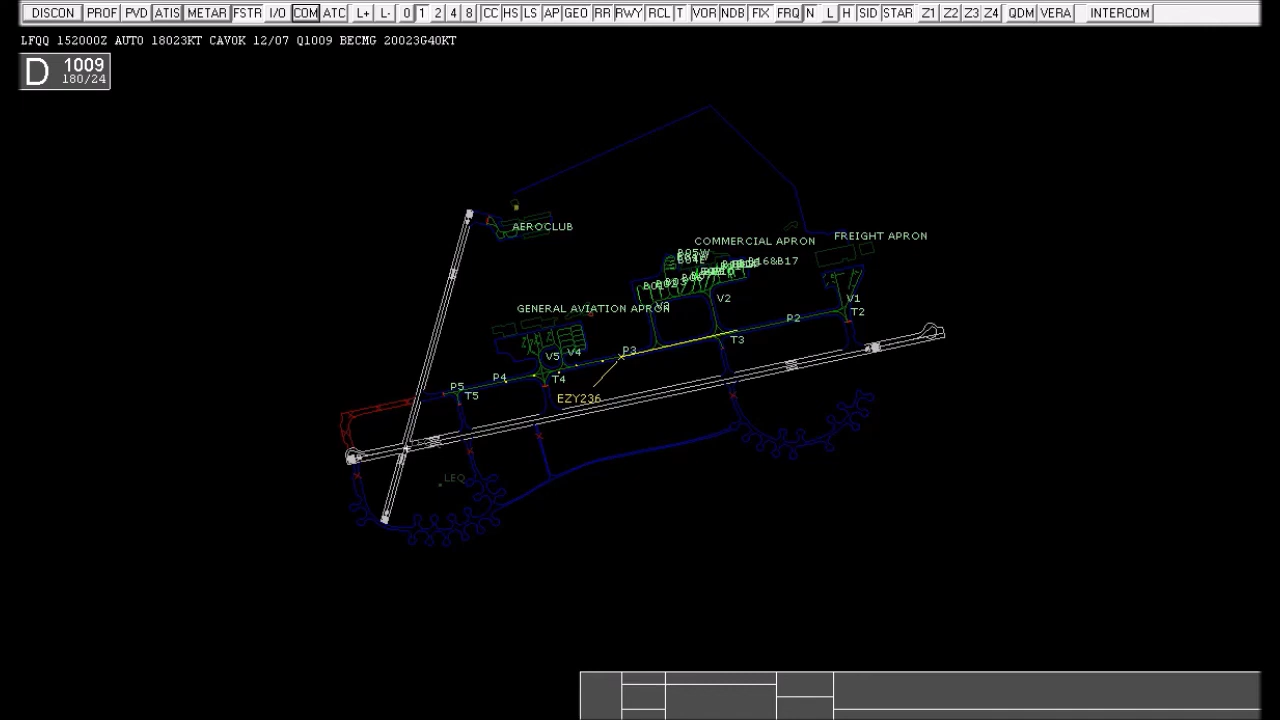 DISCON PROF PVD ATIS METAR FSTR I/O COM ATC L+ L- 0 1 2 4 8 CC HS LS AP GEO RR RWY RCL T VOR NDB FIX FRQ N L H SID STAR Z1 Z2 Z3 Z4 QDM VERA INTERCOM
LFQQ 152000Z AUTO 18023KT CAVOK 12/07 Q1009 BECMG 20023G40KT
D 1009
180/24
AEROCLUB
COMMERCIAL APRON
FREIGHT APRON
B05W
B16&B17
V2
V1
GENERAL AVIATION APRON
T2
P2
T3
P3
V5 V4
P4
T4
P5
T5
EZY236
LEQ